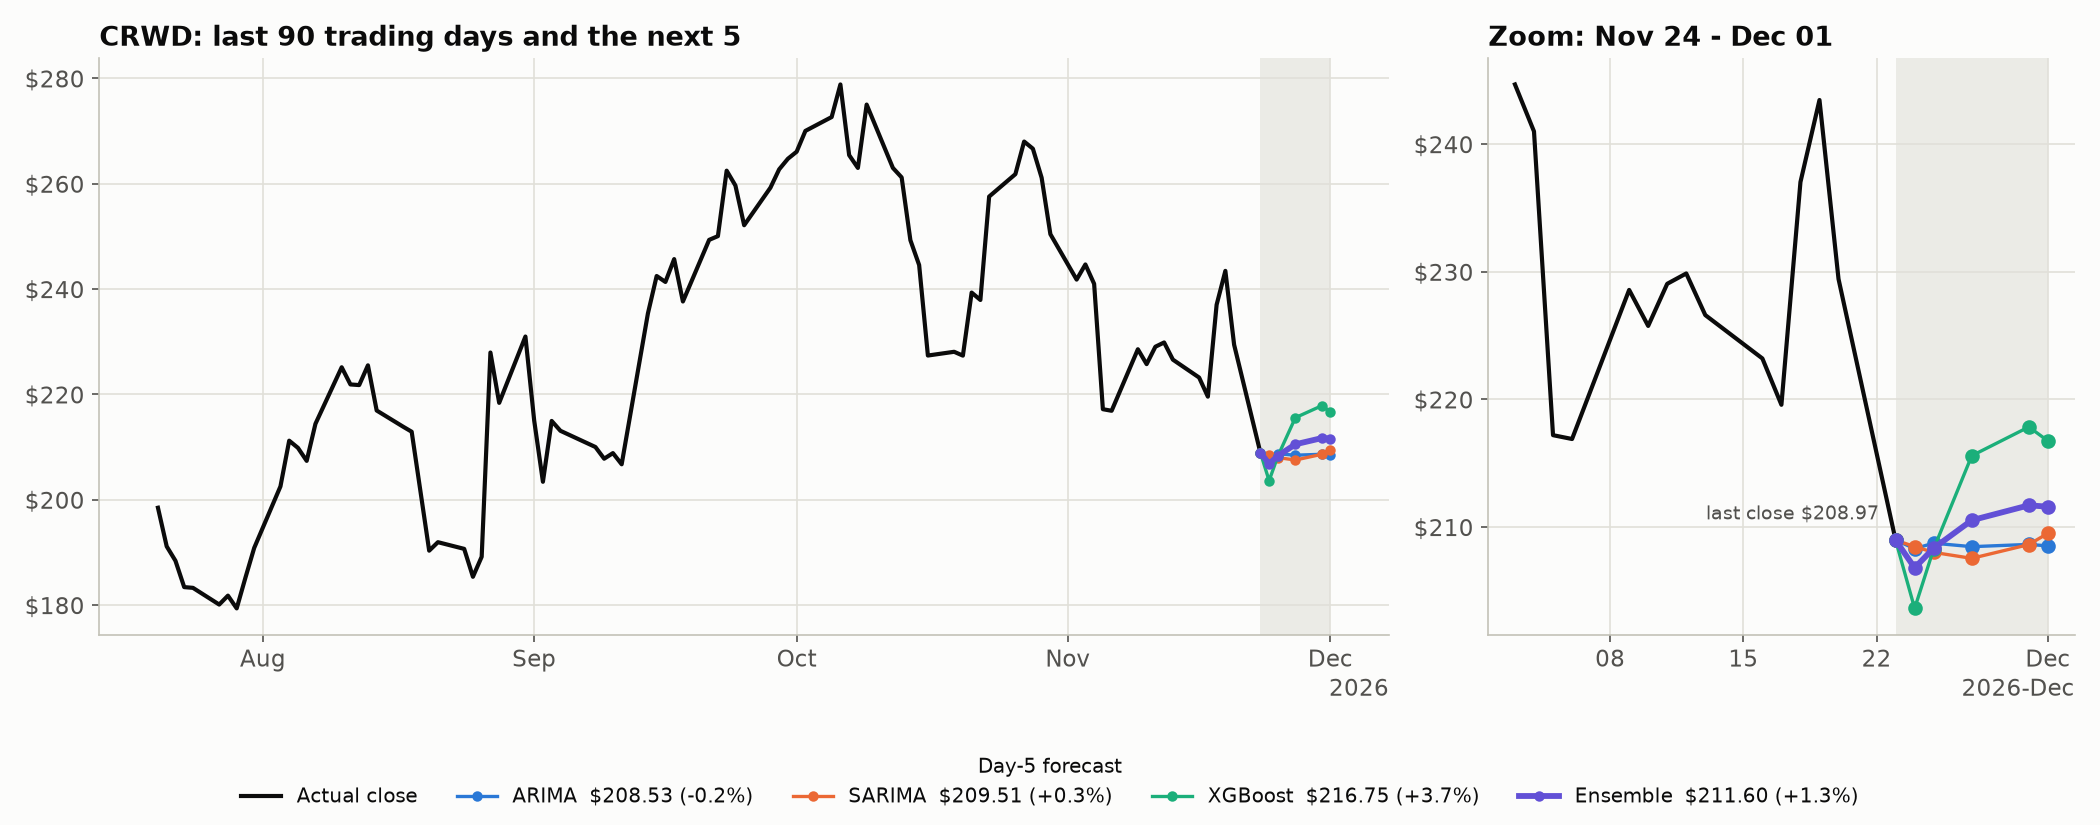 CRWD: last 90 trading days and the next 5
$280
$260
$240
$220
$200
$180
Aug Sep Oct Nov Dec
2026
Zoom: Nov 24 - Dec 01
$240
$230
$220
$210
last close $208.97
08 15 22 Dec
2026-Dec
Day-5 forecast
Actual close ARIMA $208.53 (-0.2%) SARIMA $209.51 (+0.3%) XGBoost $216.75 (+3.7%) Ensemble $211.60 (+1.3%)